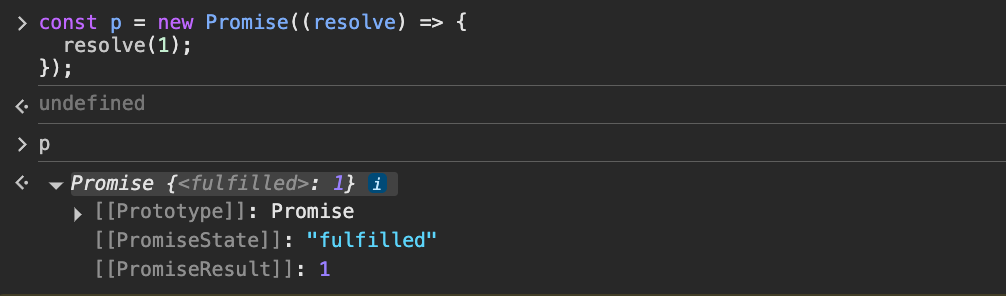 const p = new Promise((resolve) => {
  resolve(1);
});
undefined
p
Promise {<fulfilled>: 1} i
[[Prototype]]: Promise
[[PromiseState]]: "fulfilled"
[[PromiseResult]]: 1